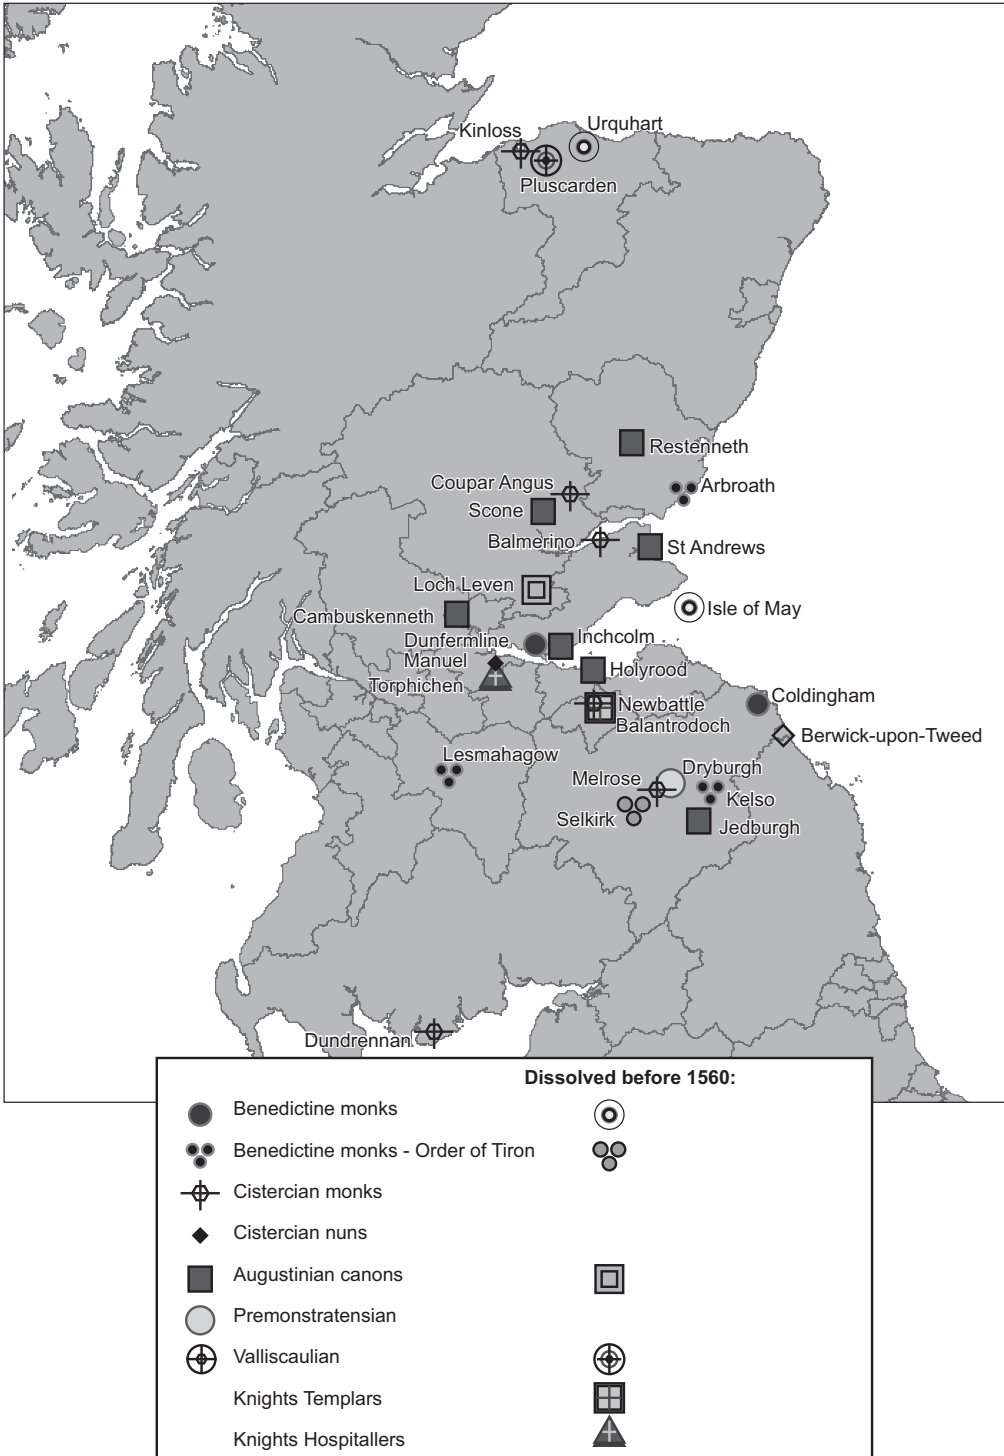 Kinloss
Urquhart
Pluscarden
Restenneth
Coupar Angus
Arbroath
Scone
Balmerino
St Andrews
Loch Leven
Isle of May
Cambuskenneth
Dunfermline
Inchcolm
Manuel
Holyrood
Torphichen
Coldingham
Newbattle
Balantrodoch
Berwick-upon-Tweed
Lesmahagow
Dryburgh
Melrose
Kelso
Selkirk
Jedburgh
Dundrennan
Dissolved before 1560:
Benedictine monks
Benedictine monks - Order of Tiron
Cistercian monks
Cistercian nuns
Augustinian canons
Premonstratensian
Valliscaulian
Knights Templars
Knights Hospitallers